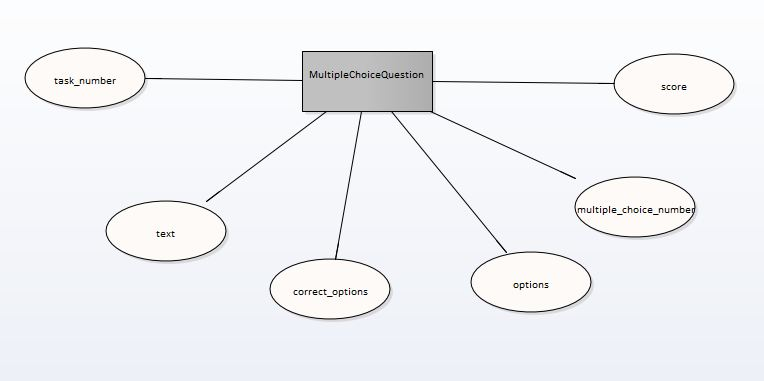 MultipleChoiceQuestion
task_number
score
text
multiple_choice_number
correct_options
options